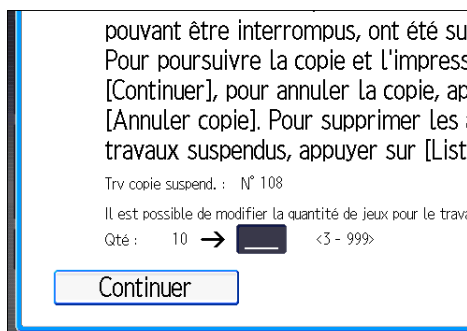 pouvant être interrompus, ont été su
Pour poursuivre la copie et l'impress
[Continuer], pour annuler la copie, ap
[Annuler copie]. Pour supprimer les
travaux suspendus, appuyer sur [List
Trv copie suspend. : N° 108
Il est possible de modifier la quantité de jeux pour le trava
Qté : 10 → ___ <3 - 999>
Continuer